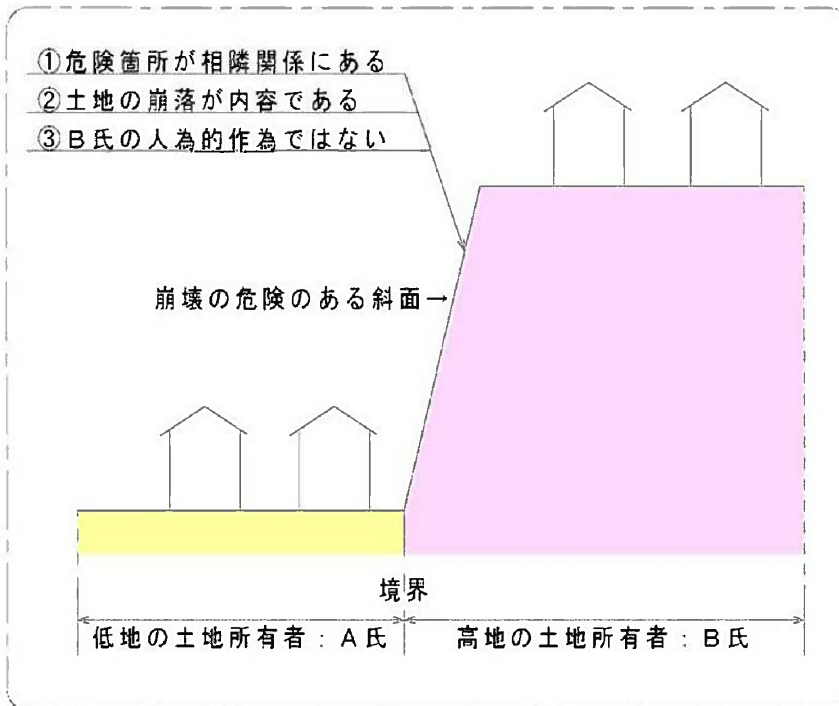 ①危険箇所が相隣関係にある
②土地の崩落が内容である
③B氏の人為的作為ではない
崩壊の危険のある斜面→
境界
低地の土地所有者：A氏
高地の土地所有者：B氏